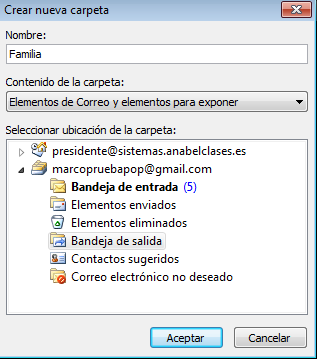 Crear nueva carpeta
Nombre:
Familia
Contenido de la carpeta:
Elementos de Correo y elementos para exponer
Seleccionar ubicación de la carpeta:
presidente@sistemas.anabelclases.es
marcopruebapop@gmail.com
Bandeja de entrada (5)
Elementos enviados
Elementos eliminados
Bandeja de salida
Contactos sugeridos
Correo electrónico no deseado
Aceptar Cancelar